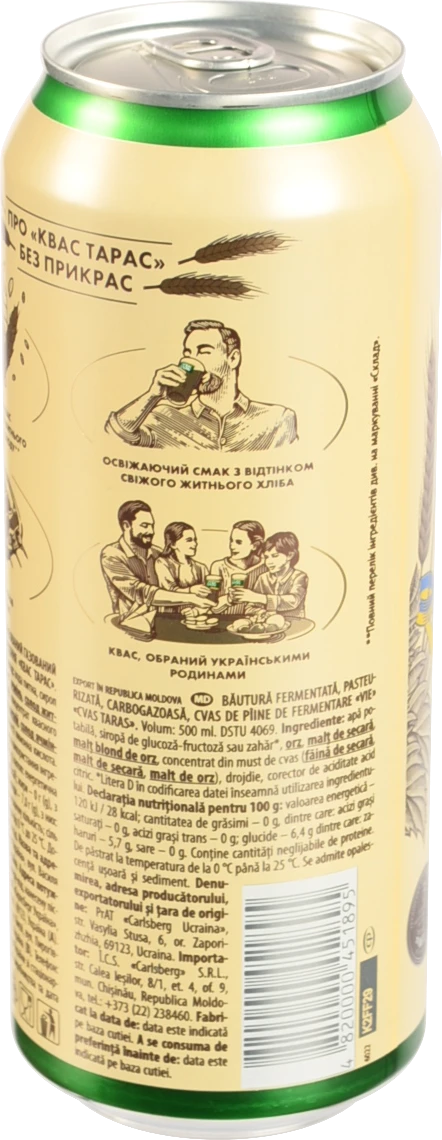 ПРО «КВАС ТАРАС»
БЕЗ ПРИКРАС
ОСВІЖАЮЧИЙ СМАК З ВІДТІНКОМ
СВІЖОГО ЖИТНЬОГО ХЛІБА
КВАС, ОБРАНИЙ УКРАЇНСЬКИМИ
РОДИНАМИ
**Повний перелік інгредієнтів див. на маркуванні «Склад».
EXPORT ÎN REPUBLICA MOLDOVA MD BĂUTURĂ FERMENTATĂ, PASTEU-
RIZATĂ, CARBOGAZOASĂ, CVAS DE PÎINE DE FERMENTARE «VIE»
«CVAS TARAS». Volum: 500 ml. DSTU 4069. Ingrediente: apă po-
tabilă, siropă de glucoză-fructoză sau zahăr*, orz, malt de secară,
malt blond de orz, concentrat din must de cvas (făină de secară,
malt de secară, malt de orz), drojdie, corector de aciditate acid
citric. *Litera D în codificarea datei înseamnă utilizarea ingredientu-
lui. Declarația nutrițională pentru 100 g: valoarea energetică –
120 kJ / 28 kcal; cantitatea de grăsimi – 0 g, dintre care: acizi grași
saturați – 0 g, acizi grași trans – 0 g; glucide – 6,4 g dintre care: za-
haruri – 5,7 g, sare – 0 g. Conține cantități neglijabile de proteine.
De păstrat la temperatura de la 0 °C până la 25 °C. Se admite opales-
cență ușoară și sediment. Denu-
mirea, adresa producătorului,
exportatorului și țara de origi-
ne: PrAT «Carlsberg Ucraina»,
str. Vasylia Stusa, 6, or. Zapori-
zhzhia, 69123, Ucraina. Importa-
tor: Î.C.S. «Carlsberg» S.R.L.,
str. Calea Ieșilor, 8/1, et. 4, of. 9,
mun. Chișinău, Republica Moldo-
va, tel.: +373 (22) 238460. Fabri-
cat la data de: data este indicată
pe baza cutiei. A se consuma de
preferință înainte de: data este
indicată pe baza cutiei.
4 820000 451895
K2FF20